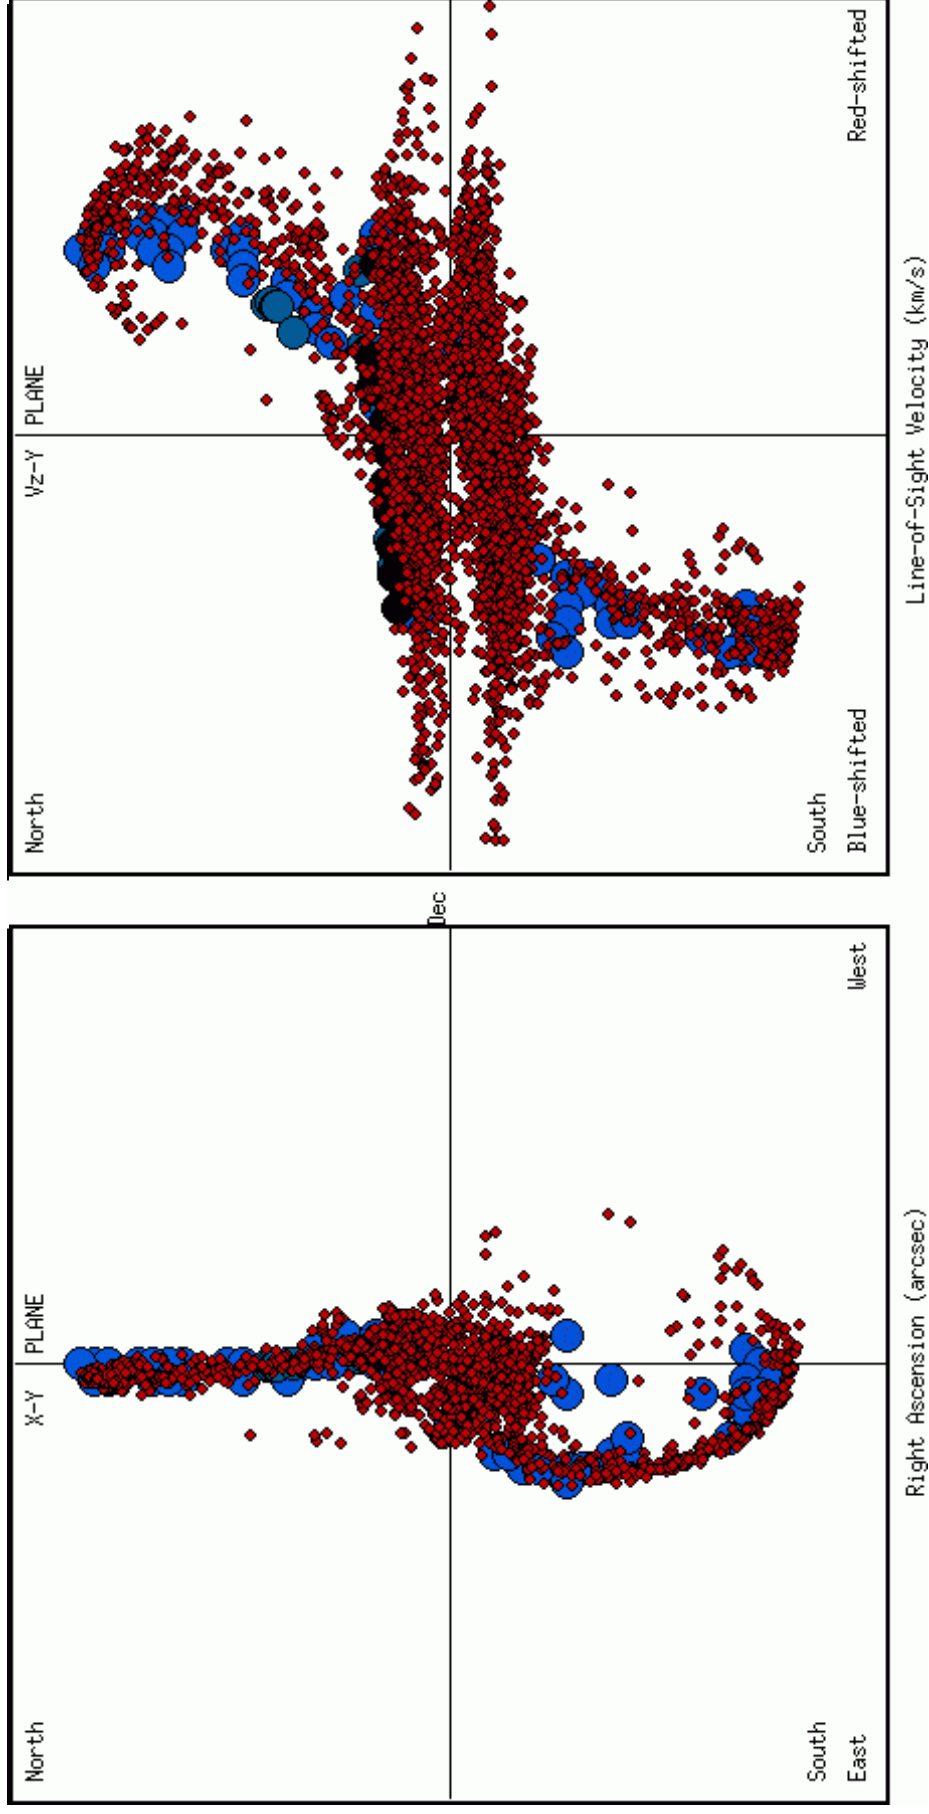 North
X-Y PLANE
South
East
West
Right Ascension (arcsec)
Dec
North
Vz-Y PLANE
South
Blue-shifted
Red-shifted
Line-of-Sight Velocity (km/s)